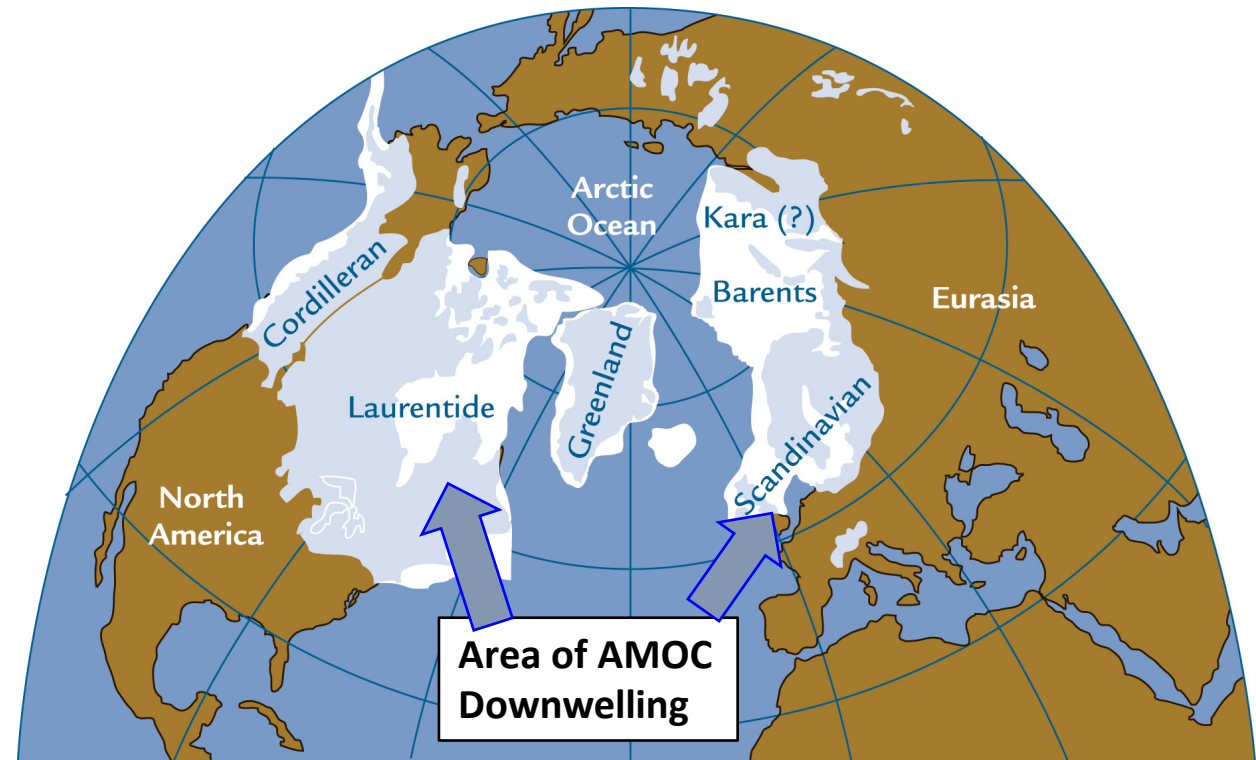 Arctic
Ocean
Kara (?)
Cordilleran
Barents
Eurasia
Laurentide
Greenland
Scandinavian
North
America
Area of AMOC
Downwelling